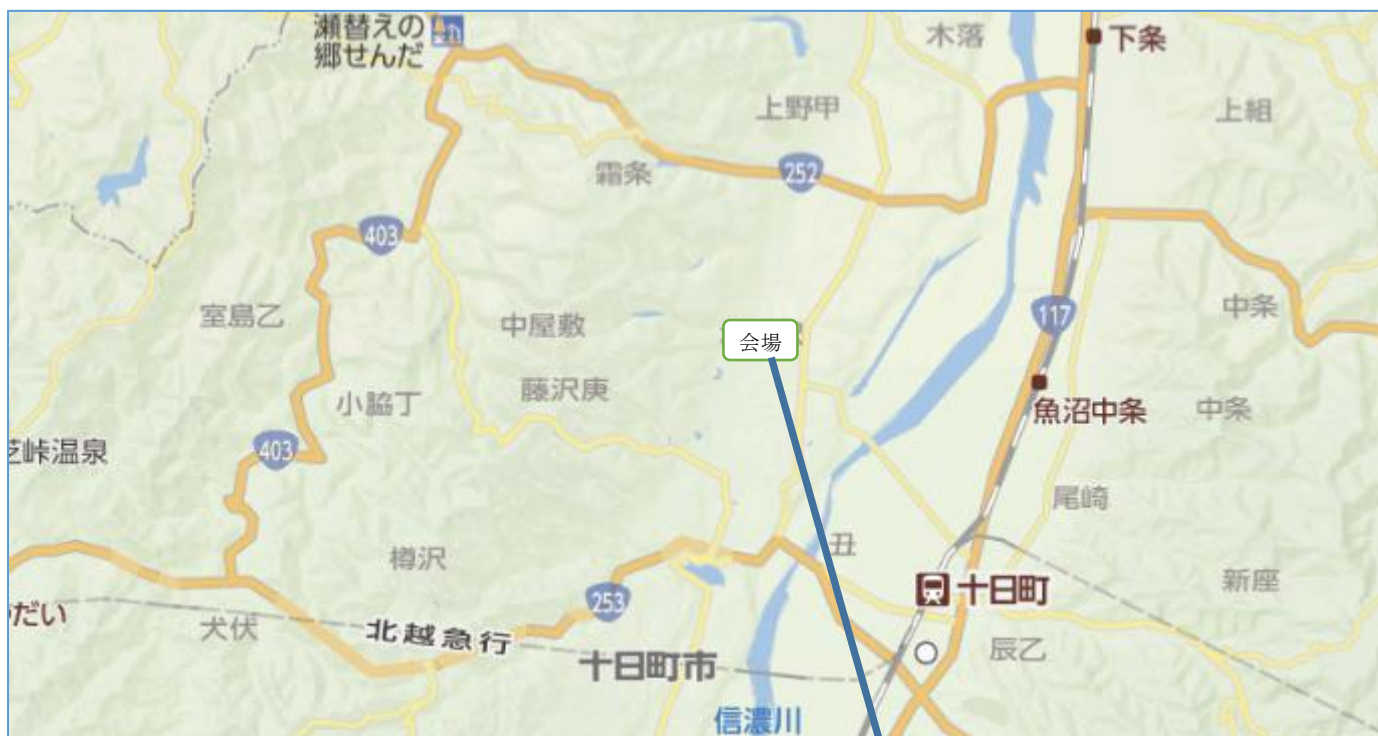 瀬替えの
郷せんだ
木落
下条
上野甲
上組
霜条
252
403
室島乙
中屋敷
117
中条
会場
藤沢庚
小脇丁
魚沼中条
中条
403
芝峠温泉
尾崎
樽沢
丑
253
十日町
新座
だい
犬伏
北越急行
十日町市
辰乙
信濃川